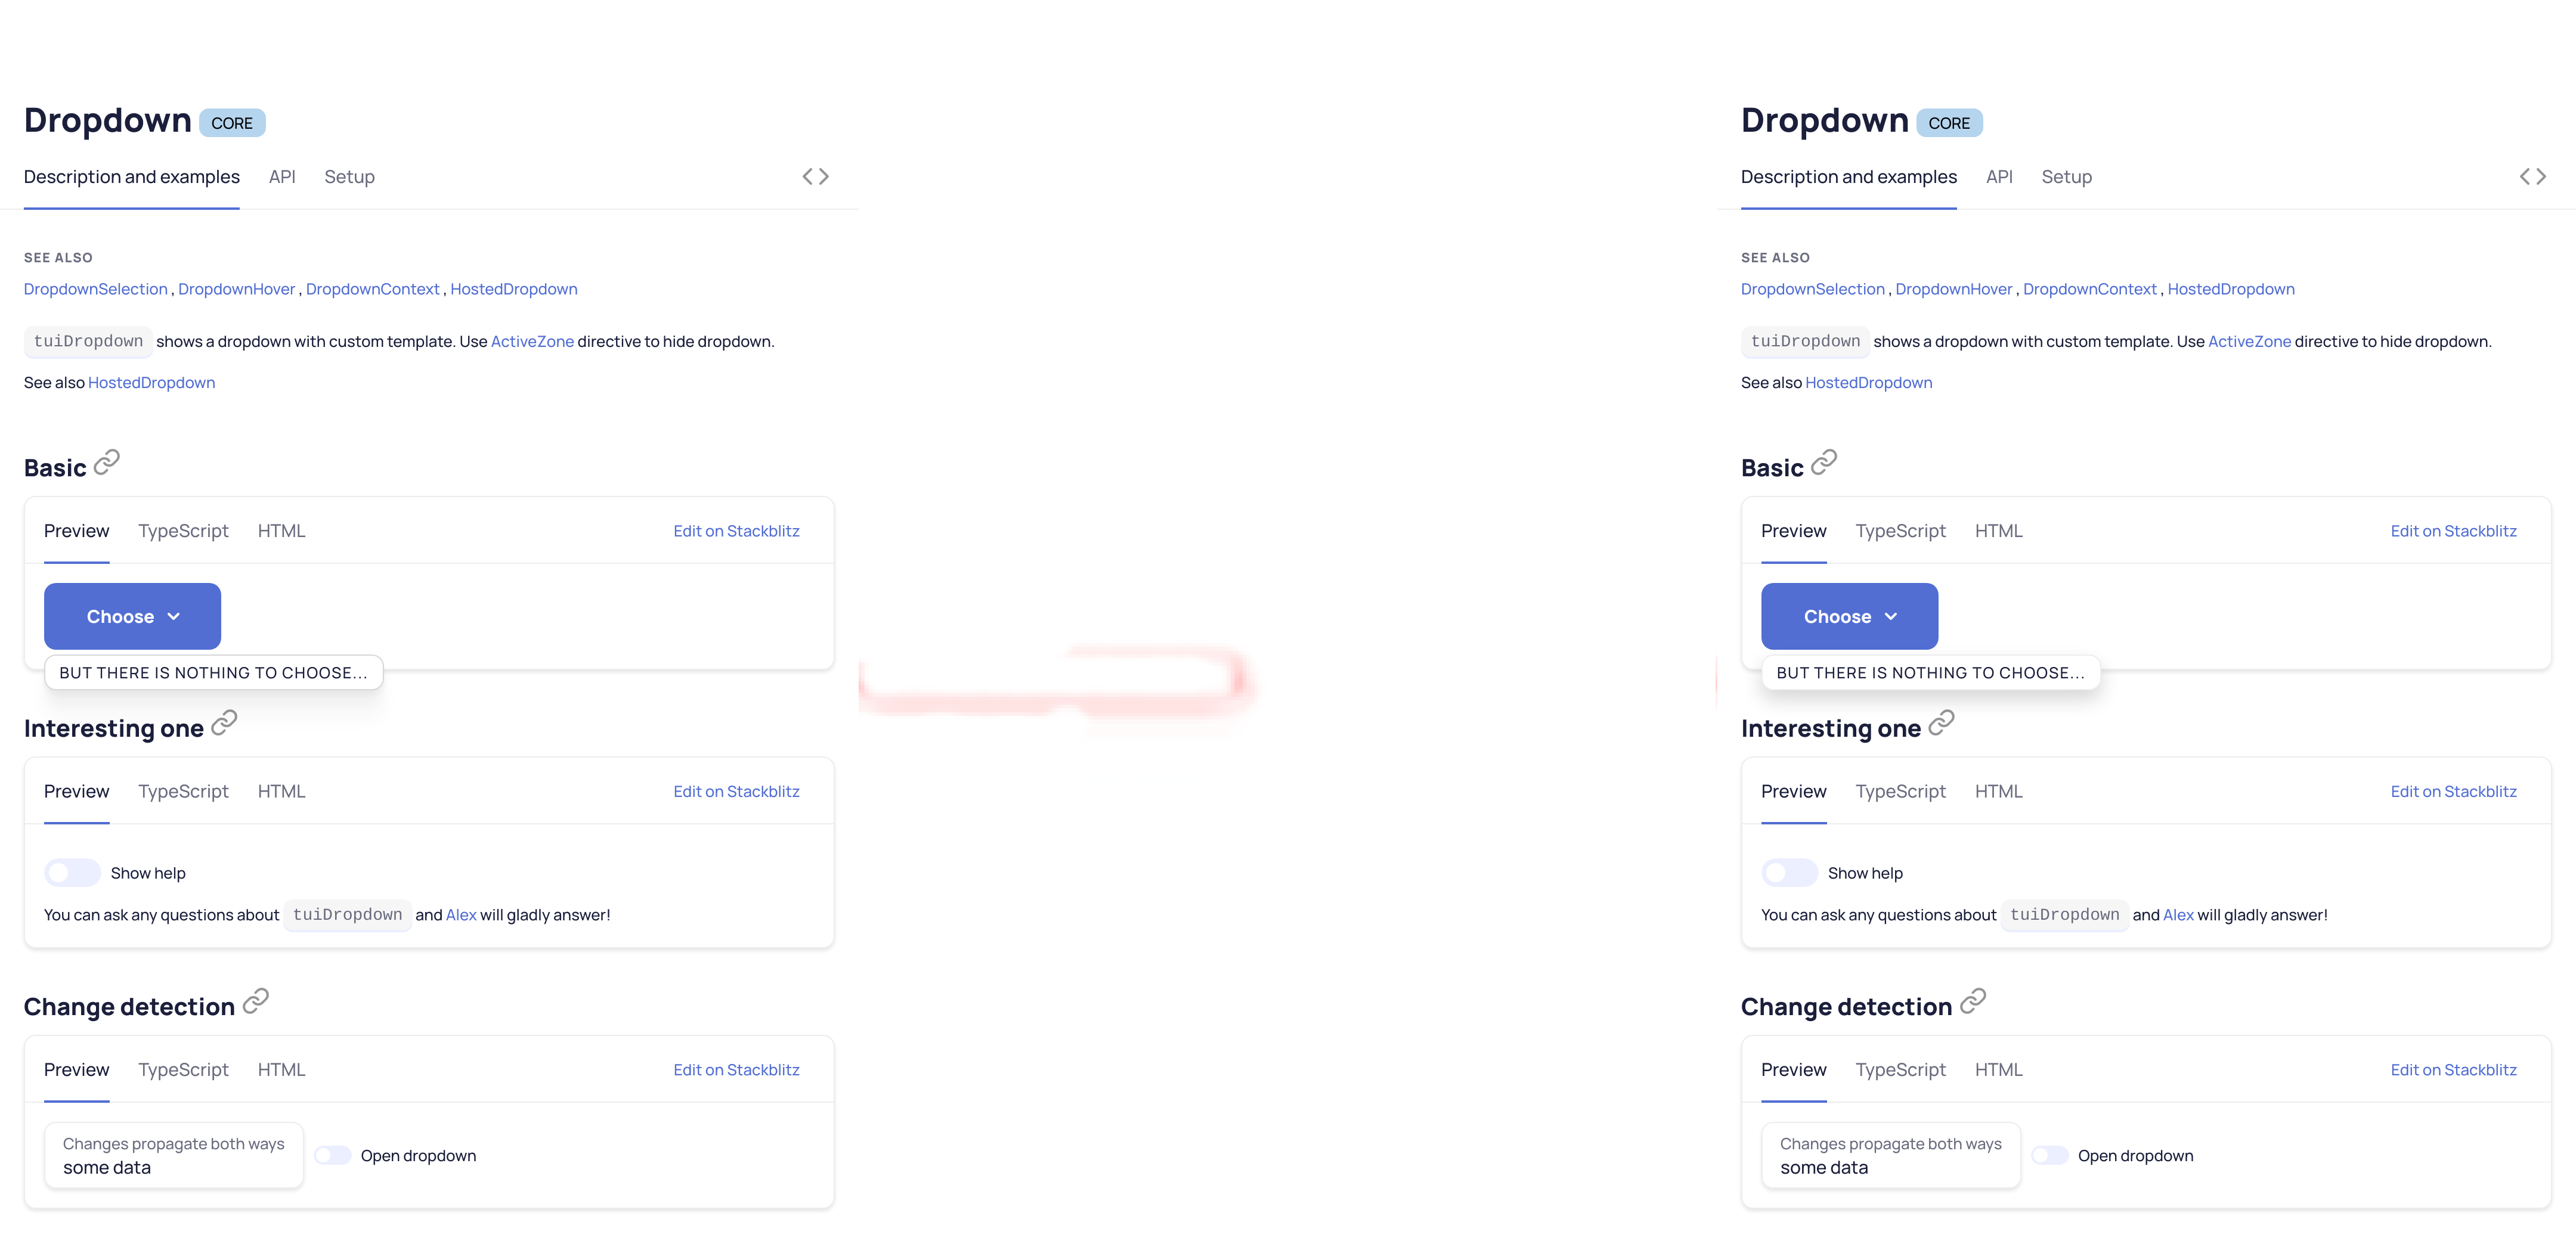 Dropdown CORE
Description and examples API Setup
SEE ALSO
DropdownSelection , DropdownHover , DropdownContext , HostedDropdown
tuiDropdown shows a dropdown with custom template. Use ActiveZone directive to hide dropdown.
See also HostedDropdown
Basic
Preview TypeScript HTML Edit on Stackblitz
Choose
BUT THERE IS NOTHING TO CHOOSE...
Interesting one
Preview TypeScript HTML Edit on Stackblitz
Show help
You can ask any questions about tuiDropdown and Alex will gladly answer!
Change detection
Preview TypeScript HTML Edit on Stackblitz
Changes propagate both ways
some data
Open dropdown
Dropdown CORE
Description and examples API Setup
SEE ALSO
DropdownSelection , DropdownHover , DropdownContext , HostedDropdown
tuiDropdown shows a dropdown with custom template. Use ActiveZone directive to hide dropdown.
See also HostedDropdown
Basic
Preview TypeScript HTML Edit on Stackblitz
Choose
BUT THERE IS NOTHING TO CHOOSE...
Interesting one
Preview TypeScript HTML Edit on Stackblitz
Show help
You can ask any questions about tuiDropdown and Alex will gladly answer!
Change detection
Preview TypeScript HTML Edit on Stackblitz
Changes propagate both ways
some data
Open dropdown